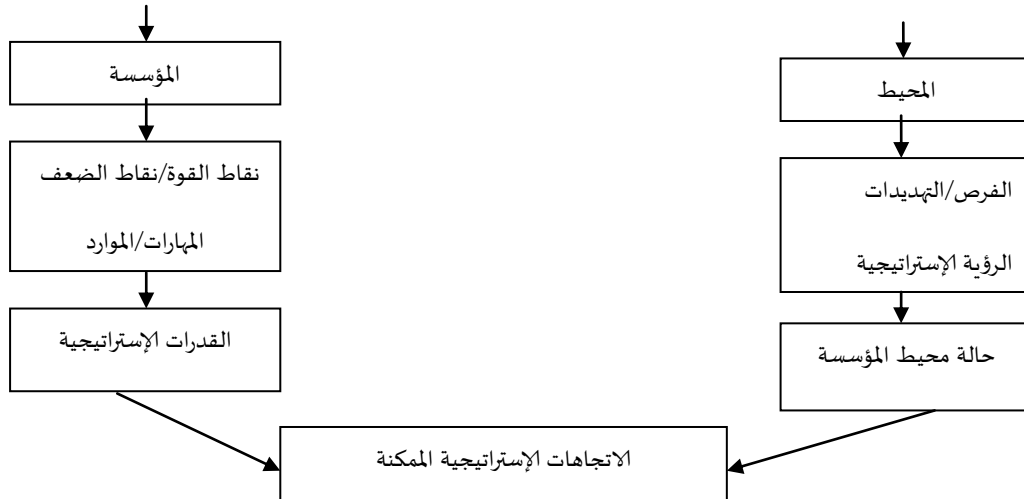 المحيط
الفرص/التهديدات
الرؤية الإستراتيجية
حالة محيط المؤسسة
المؤسسة
نقاط القوة/نقاط الضعف
المهارات/الموارد
القدرات الإستراتيجية
الاتجاهات الإستراتيجية الممكنة